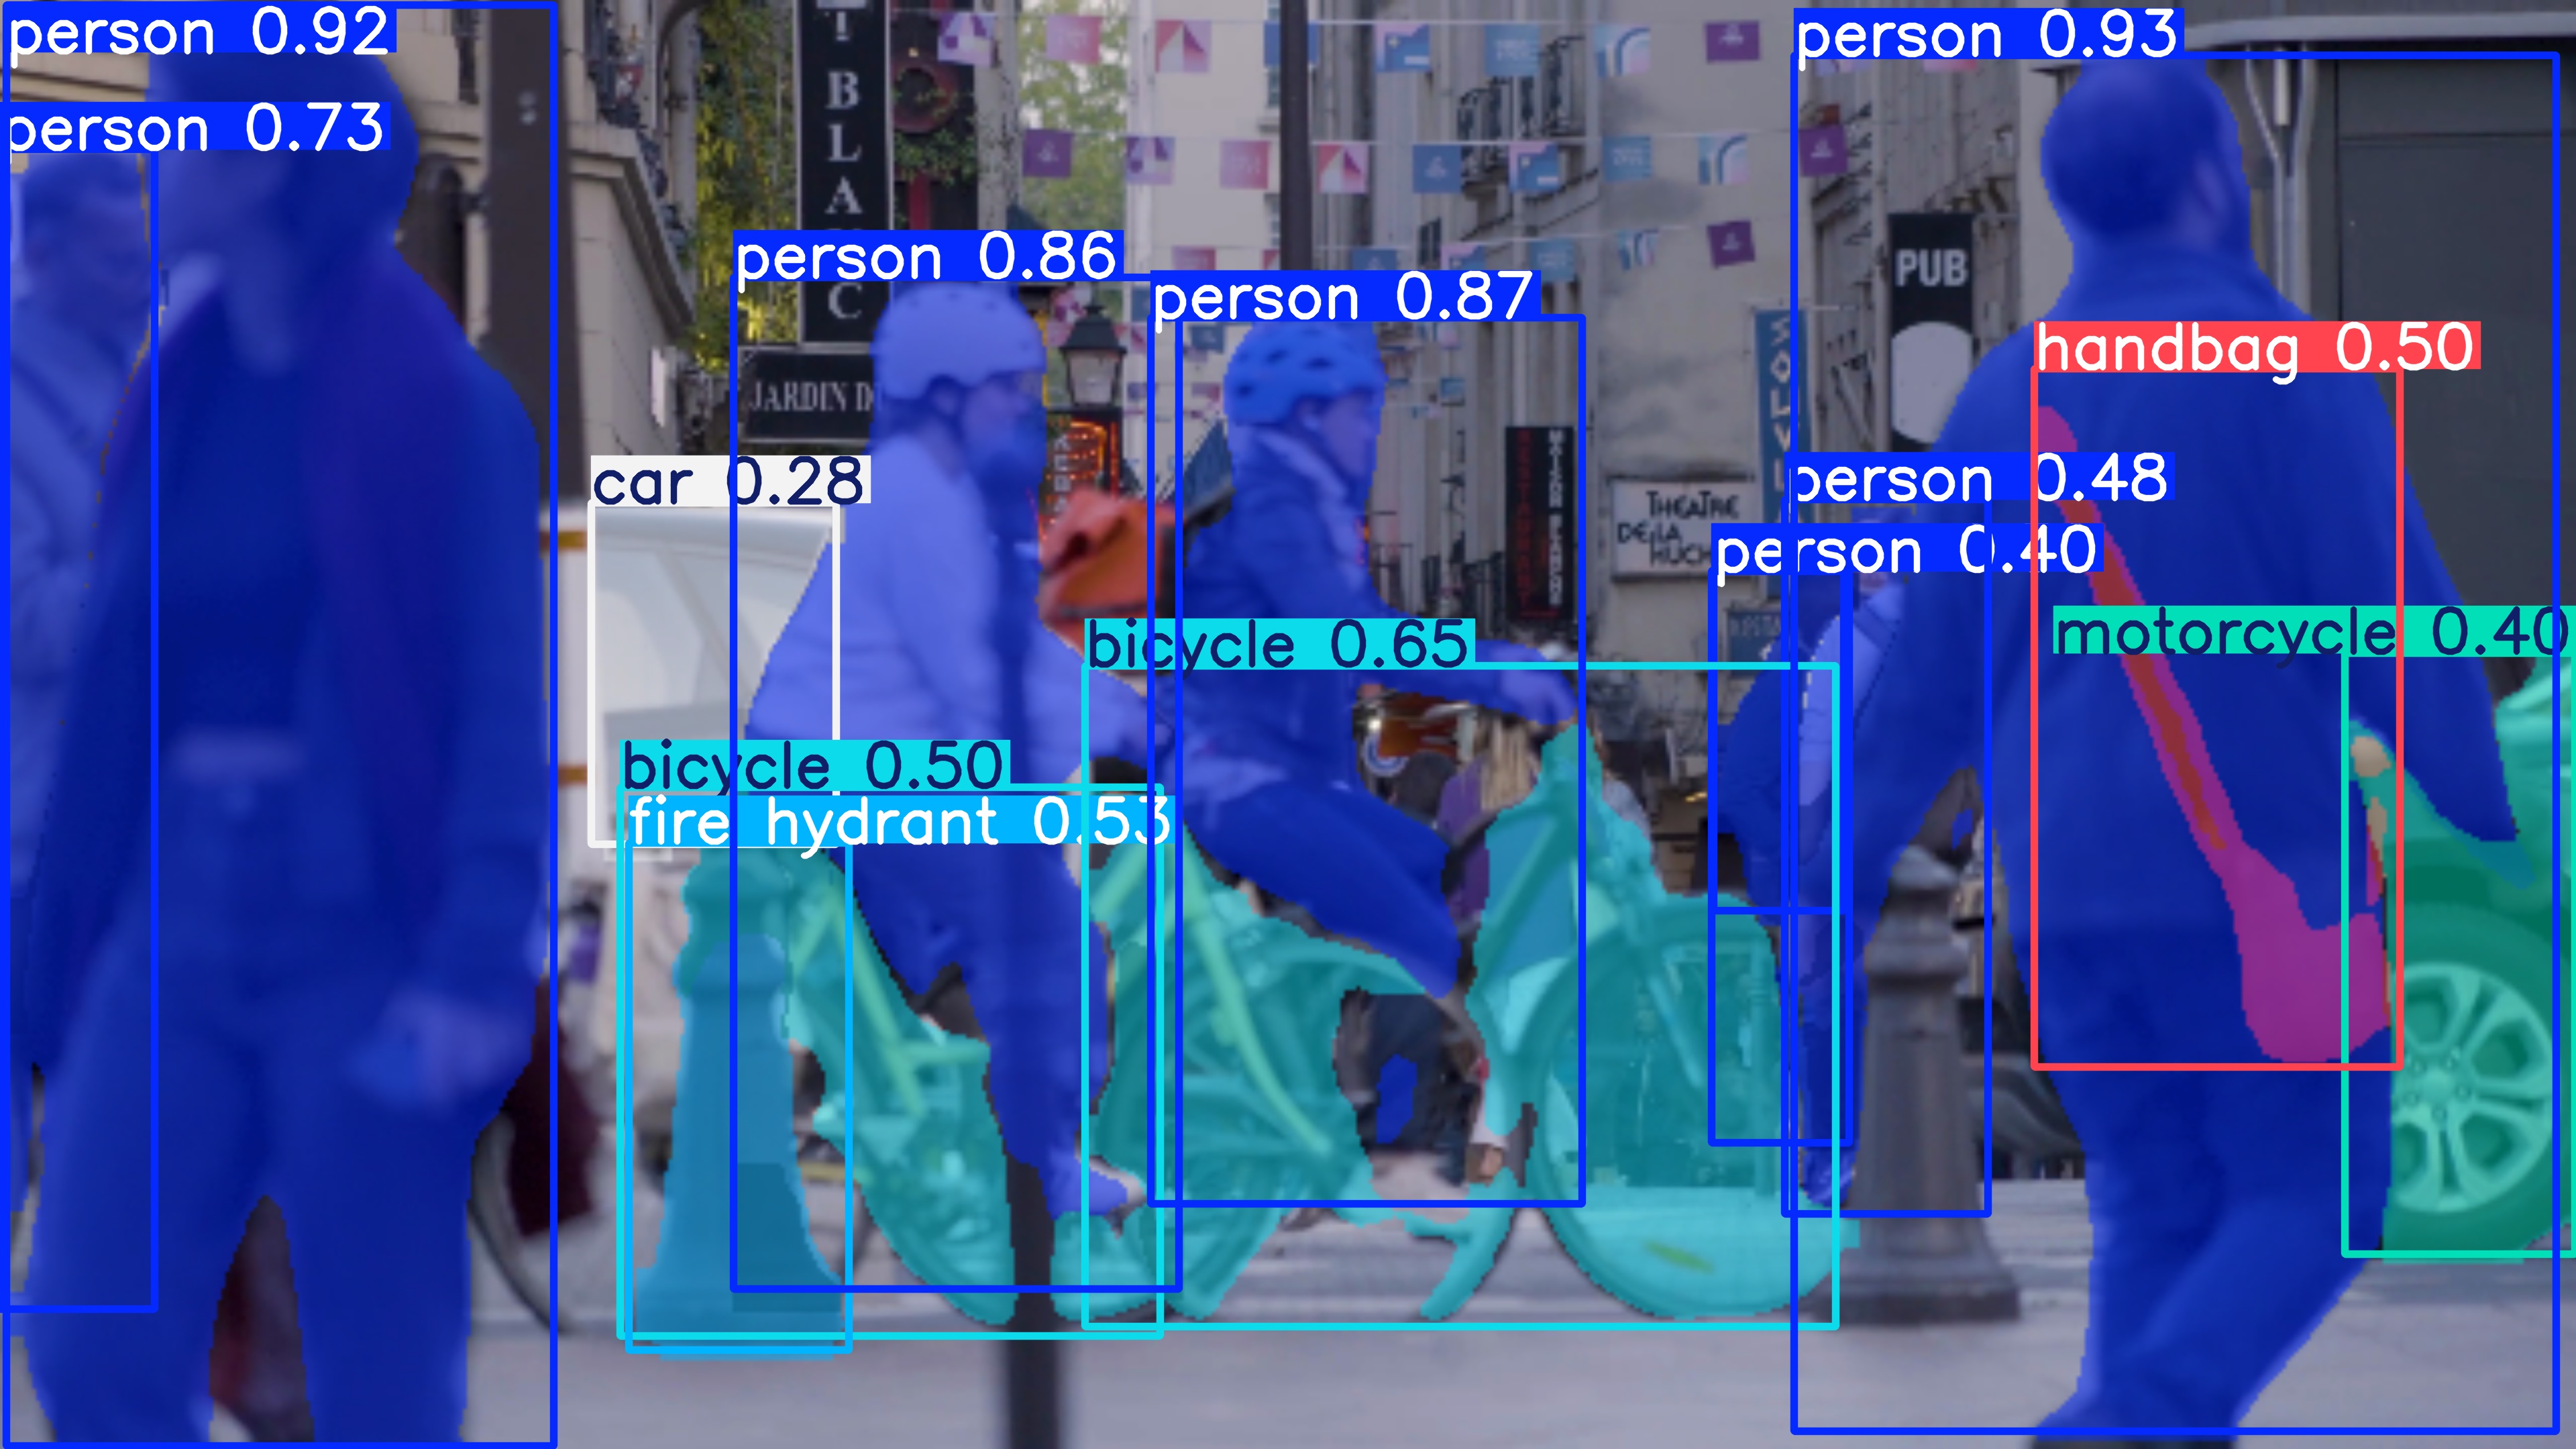 person 0.92
person 0.93
person 0.73
T BLANC
person 0.86
PUB
person 0.87
handbag 0.50
JARDIN D
car 0.28
person 0.48
THEATRE
DE LA
HUCH
person 0.40
bicycle 0.65
motorcycle 0.40
bicycle 0.50
fire hydrant 0.53